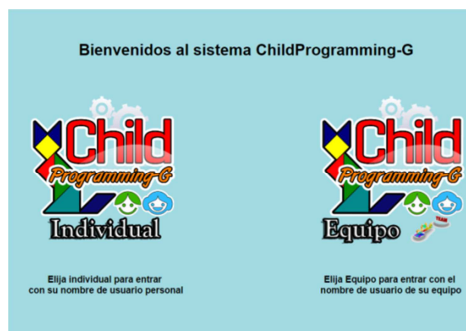 Bienvenidos al sistema ChildProgramming-G
Child
Programming-G
Individual
Elija individual para entrar
con su nombre de usuario personal
Child
Programming-G
Equipo
TEAM
Elija Equipo para entrar con el
nombre de usuario de su equipo